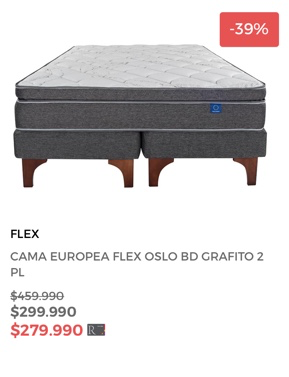 -39%
FLEX
CAMA EUROPEA FLEX OSLO BD GRAFITO 2
PL
$459.990
$299.990
$279.990